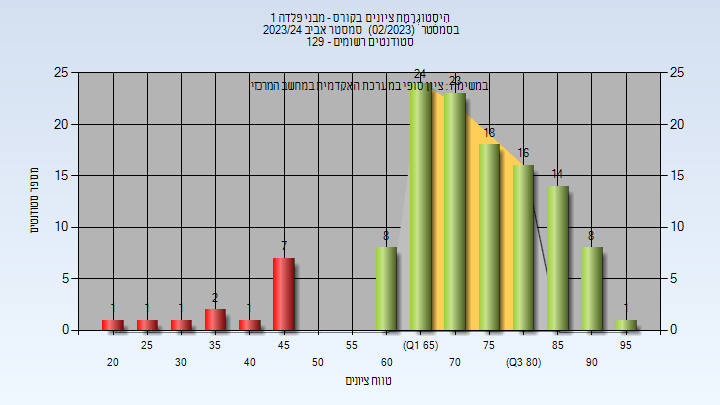 היסטוגרמת ציונים בקורס - מבני פלדה 1
בסמסטר (02/2023) סמסטר אביב 2023/24
סטודנטים רשומים - 129
במשימה: ציון סופי במערכת האקדמית במחשב המרכזי
מספר סטודנטים
25 20 15 10 5 0
1 1 1 2 1 7 8 24 23 18 16 14 8 1
25 20 15 10 5 0
25 35 45 55 (Q1 65) 75 85 95
20 30 40 50 60 70 (Q3 80) 90
טווח ציונים